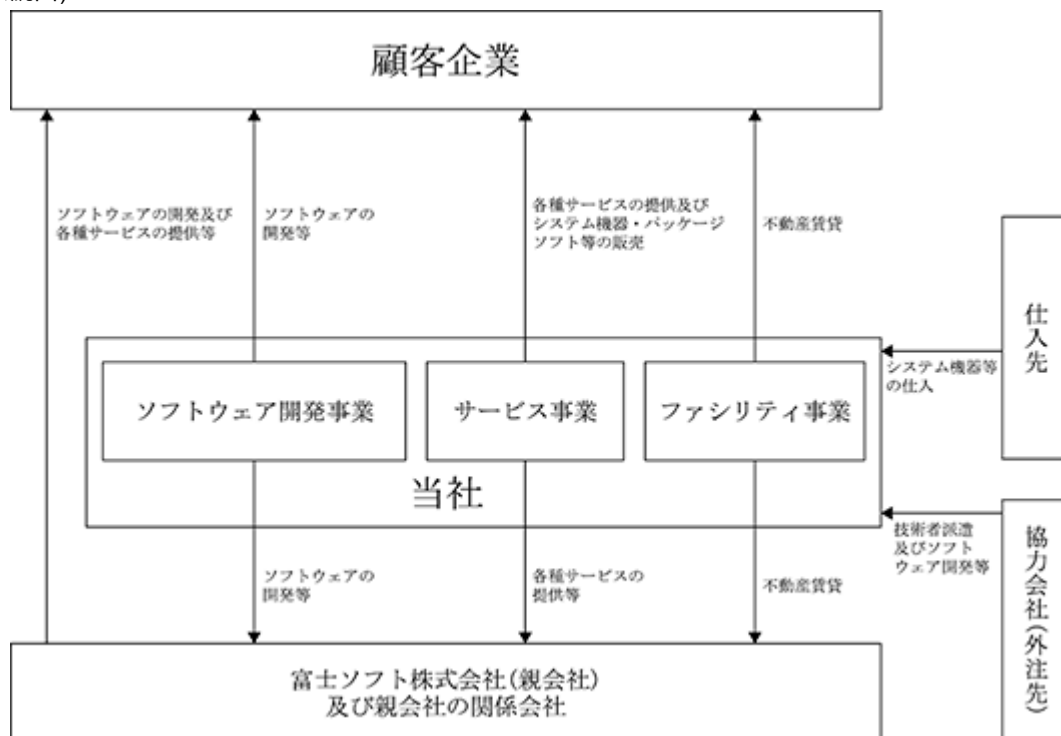 顧客企業
ソフトウェアの開発及び
各種サービスの提供等
ソフトウェアの
開発等
各種サービスの提供及び
システム機器・パッケージ
ソフト等の販売
不動産賃貸
仕入先
システム機器等
の仕入
ソフトウェア開発事業
サービス事業
ファシリティ事業
当社
技術者派遣
及びソフト
ウェア開発等
協力会社(外注先)
ソフトウェアの
開発等
各種サービスの
提供等
不動産賃貸
富士ソフト株式会社(親会社)
及び親会社の関係会社